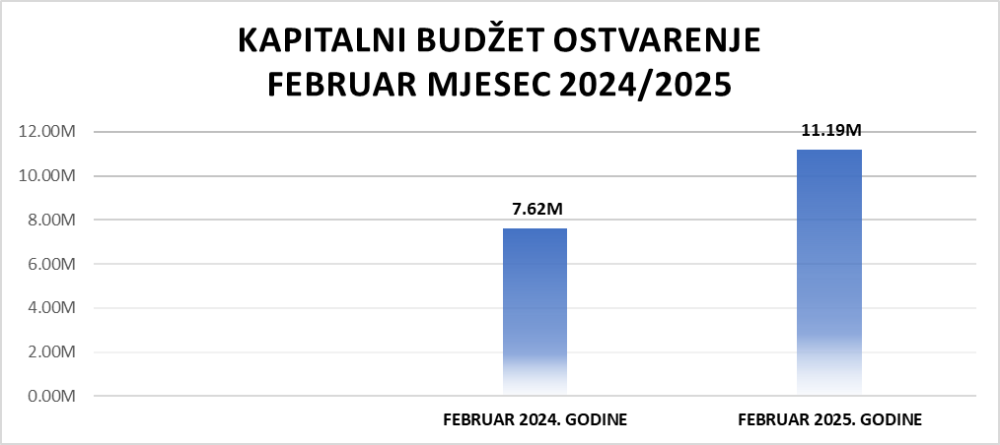 KAPITALNI BUDŽET OSTVARENJE
FEBRUAR MJESEC 2024/2025
12.00M
11.19M
10.00M
7.62M
8.00M
6.00M
4.00M
2.00M
0.00M
FEBRUAR 2024. GODINE
FEBRUAR 2025. GODINE